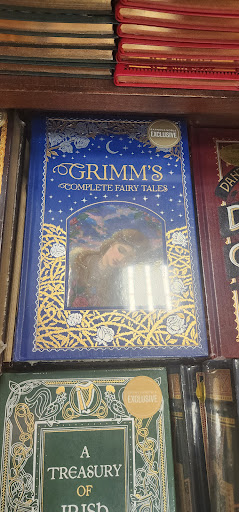 EXCLUSIVE
GRIMM'S
COMPLETE FAIRY TALES
EXCLUSIVE
A
TREASURY
OF
IRISH